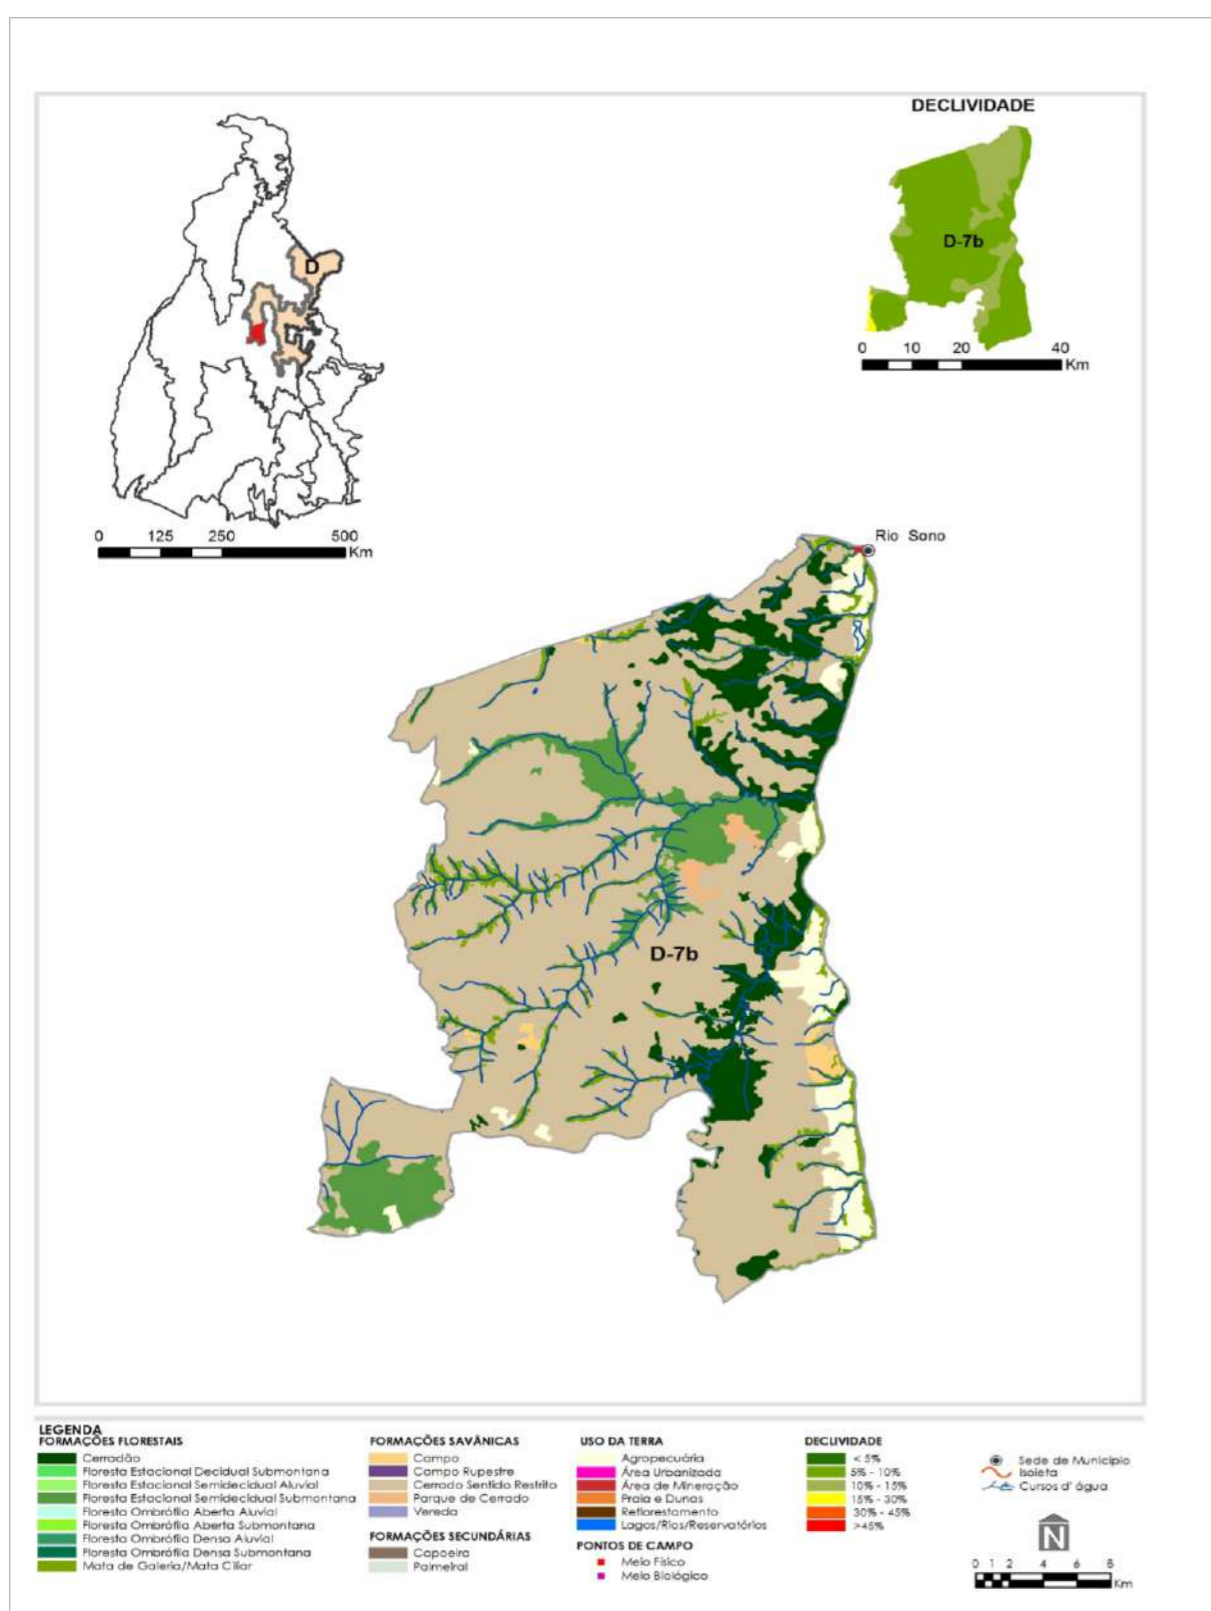 DECLIVIDADE
D
D-7b
0 10 20 40
Km
0 125 250 500
Km
Rio Sono
D-7b
LEGENDA
FORMAÇÕES FLORESTAIS
Cerradão
Floresta Estacional Decidual Submontana
Floresta Estacional Semidecidual Aluvial
Floresta Estacional Semidecidual Submontana
Floresta Ombrófila Aberta Aluvial
Floresta Ombrófila Aberta Submontana
Floresta Ombrófila Densa Aluvial
Floresta Ombrófila Densa Submontana
Mata de Galeria/Mata Ciliar
FORMAÇÕES SAVÂNICAS
Campo
Campo Rupestre
Cerrado Sentido Restrito
Parque de Cerrado
Vereda
FORMAÇÕES SECUNDÁRIAS
Capoeira
Palmeiral
USO DA TERRA
Agropecuária
Área Urbanizada
Área de Mineração
Praia e Dunas
Reflorestamento
Lagos/Rios/Reservatórios
PONTOS DE CAMPO
Meio Físico
Meio Biológico
DECLIVIDADE
< 5%
5% - 10%
10% - 15%
15% - 30%
30% - 45%
>45%
Sede de Município
Isoieta
Cursos d' água
N
0 1 2 4 6 8
Km